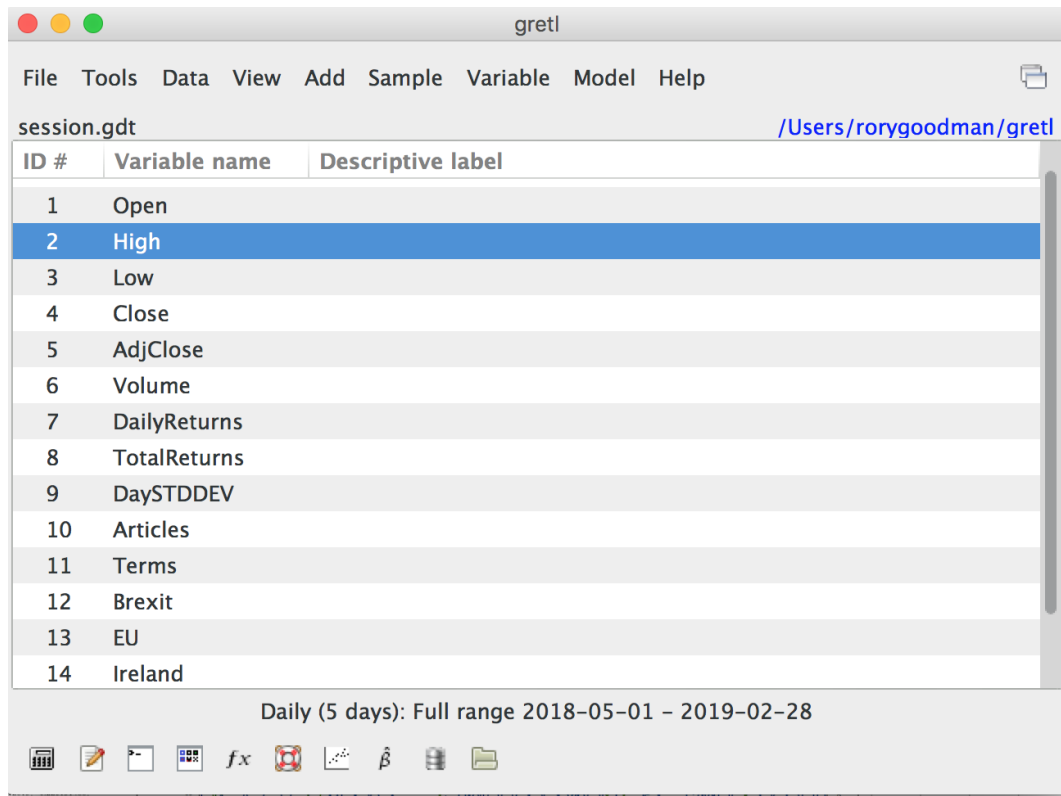 gretl
File Tools Data View Add Sample Variable Model Help
session.gdt /Users/rorygoodman/gretl
ID # Variable name Descriptive label
1 Open
2 High
3 Low
4 Close
5 AdjClose
6 Volume
7 DailyReturns
8 TotalReturns
9 DaySTDDEV
10 Articles
11 Terms
12 Brexit
13 EU
14 Ireland
Daily (5 days): Full range 2018-05-01 - 2019-02-28
fx β̂